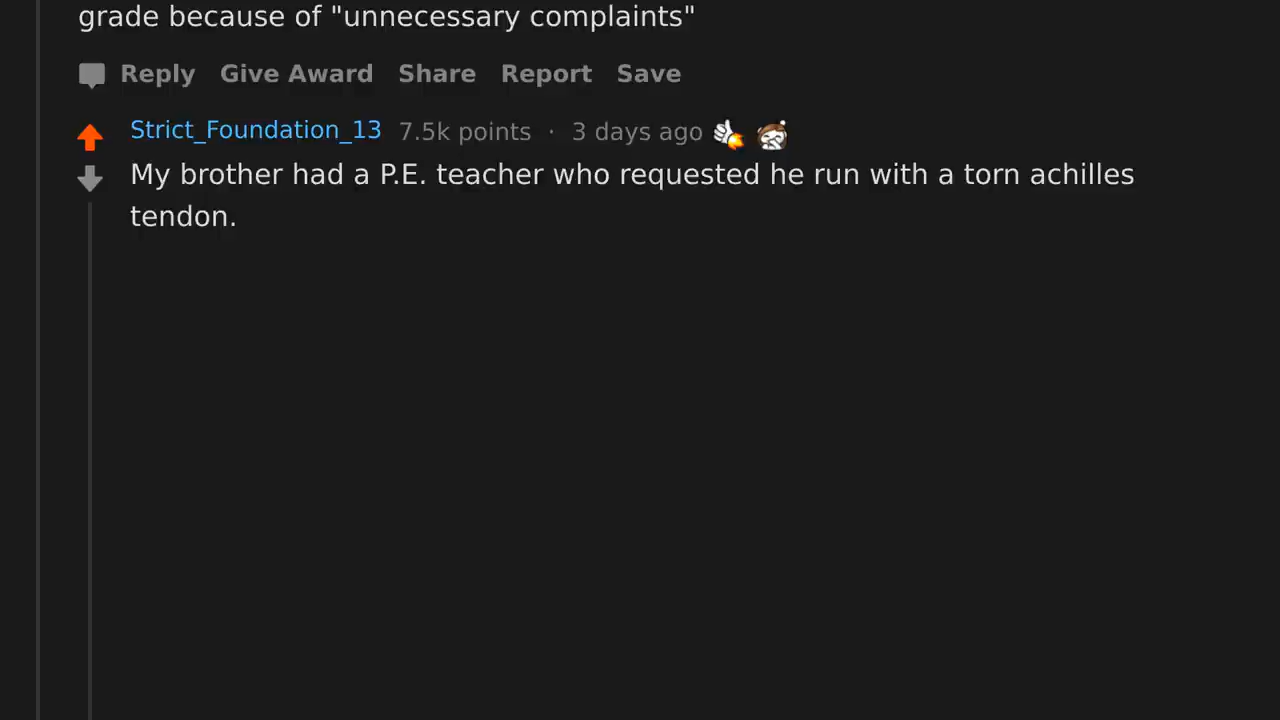 grade because of "unnecessary complaints"
Reply Give Award Share Report Save
Strict_Foundation_13 7.5k points · 3 days ago
My brother had a P.E. teacher who requested he run with a torn achilles
tendon.